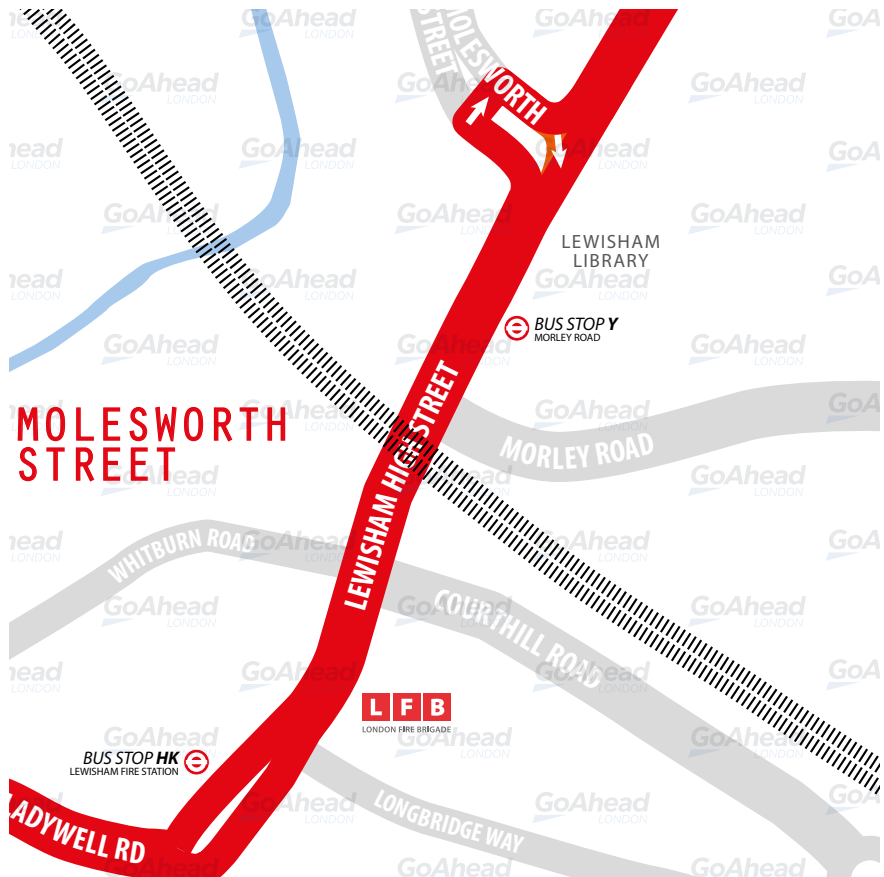 MOLESWORTH
STREET
LEWISHAM
LIBRARY
BUS STOP Y
MORLEY ROAD
MOLESWORTH
STREET
LEWISHAM HIGH STREET
MORLEY ROAD
WHITBURN ROAD
COURTHILL ROAD
LFB
LONDON FIRE BRIGADE
BUS STOP HK
LEWISHAM FIRE STATION
LADYWELL RD
LONGBRIDGE WAY
GoAhead
LONDON